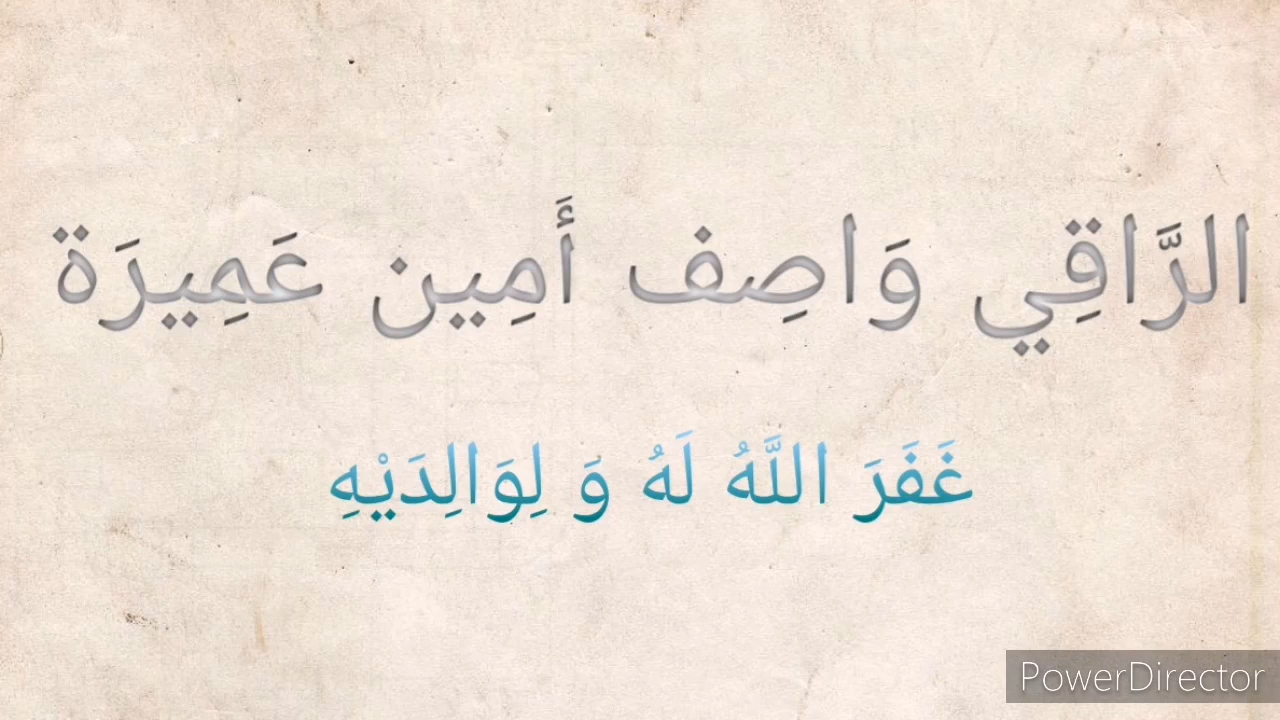 الرَّاقِي وَاصِف أَمِين عَمِيرَة
غَفَرَ اللَّهُ لَهُ وَ لِوَالِدَيْهِ
PowerDirector